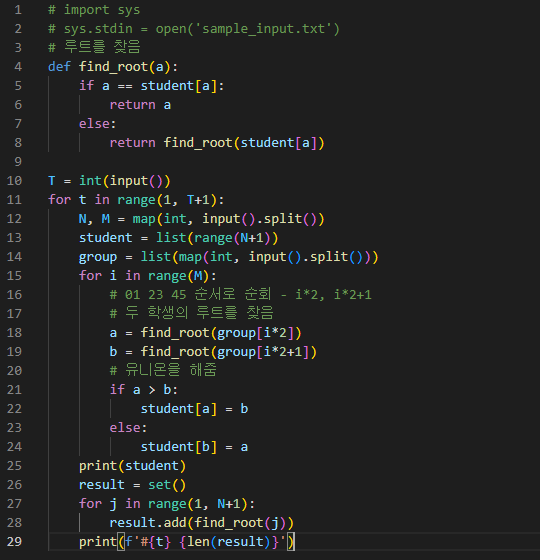 1 # import sys
2 # sys.stdin = open('sample_input.txt')
3 # 루트를 찾음
4 def find_root(a):
5     if a == student[a]:
6         return a
7     else:
8         return find_root(student[a])
9
10 T = int(input())
11 for t in range(1, T+1):
12     N, M = map(int, input().split())
13     student = list(range(N+1))
14     group = list(map(int, input().split()))
15     for i in range(M):
16         # 01 23 45 순서로 순회 - i*2, i*2+1
17         # 두 학생의 루트를 찾음
18         a = find_root(group[i*2])
19         b = find_root(group[i*2+1])
20         # 유니온을 해줌
21         if a > b:
22             student[a] = b
23         else:
24             student[b] = a
25     print(student)
26     result = set()
27     for j in range(1, N+1):
28         result.add(find_root(j))
29     print(f'#{t} {len(result)}')